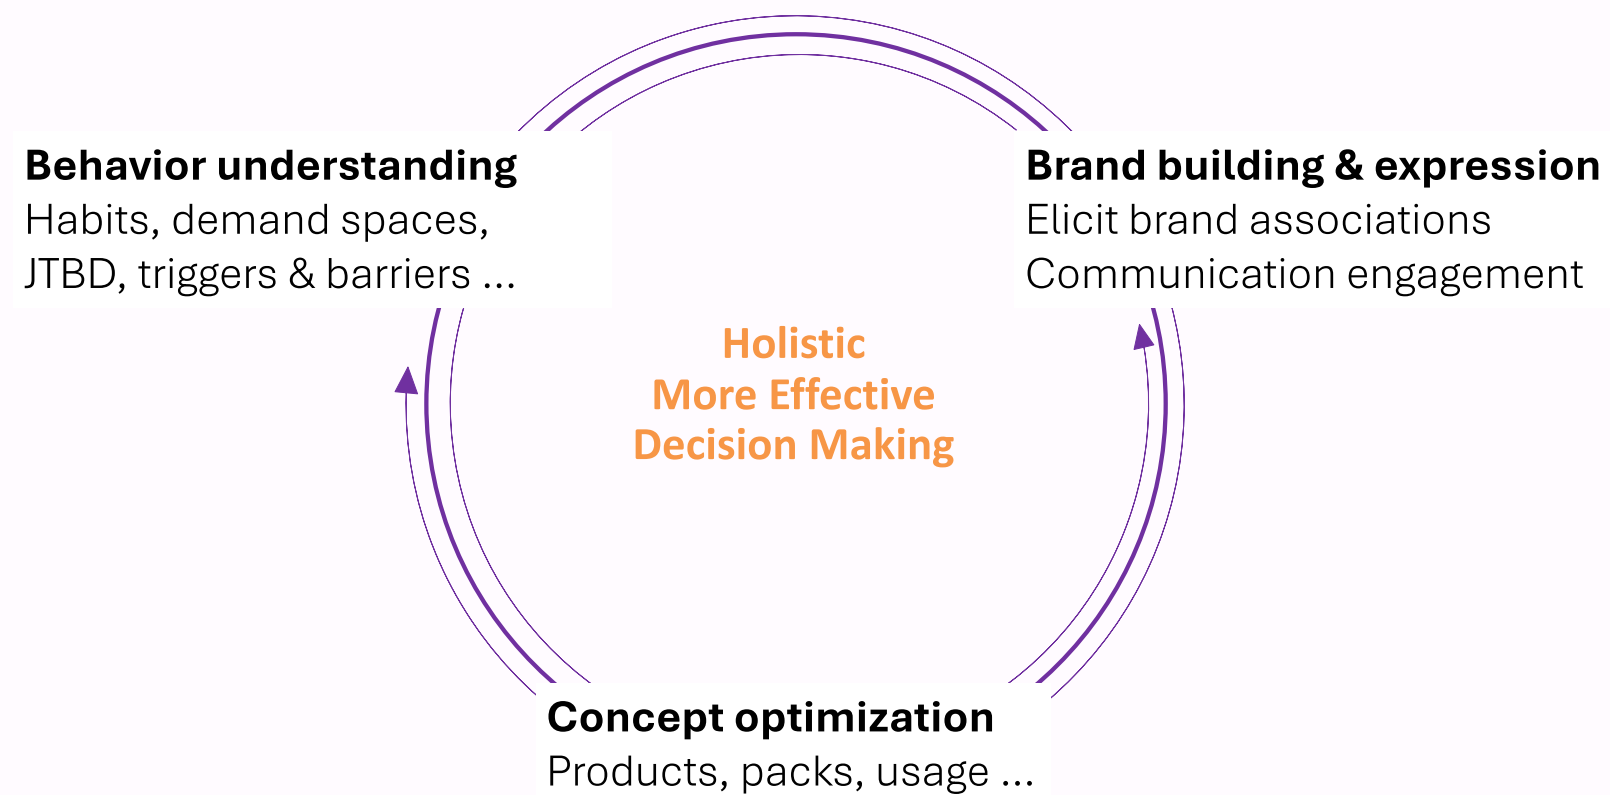 Behavior understanding
Habits, demand spaces,
JTBD, triggers & barriers ...
Brand building & expression
Elicit brand associations
Communication engagement
Holistic
More Effective
Decision Making
Concept optimization
Products, packs, usage ...